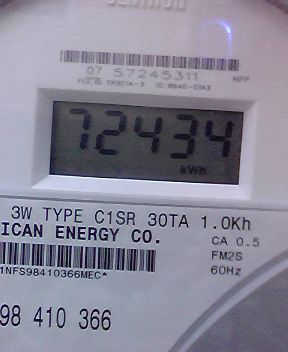 CENTRON
07 57245311
72434
kWh
3W TYPE C1SR 30TA 1.0Kh
ICAN ENERGY CO.
CA 0.5
FM2S
60Hz
1NFS98410366MEC*
98 410 366